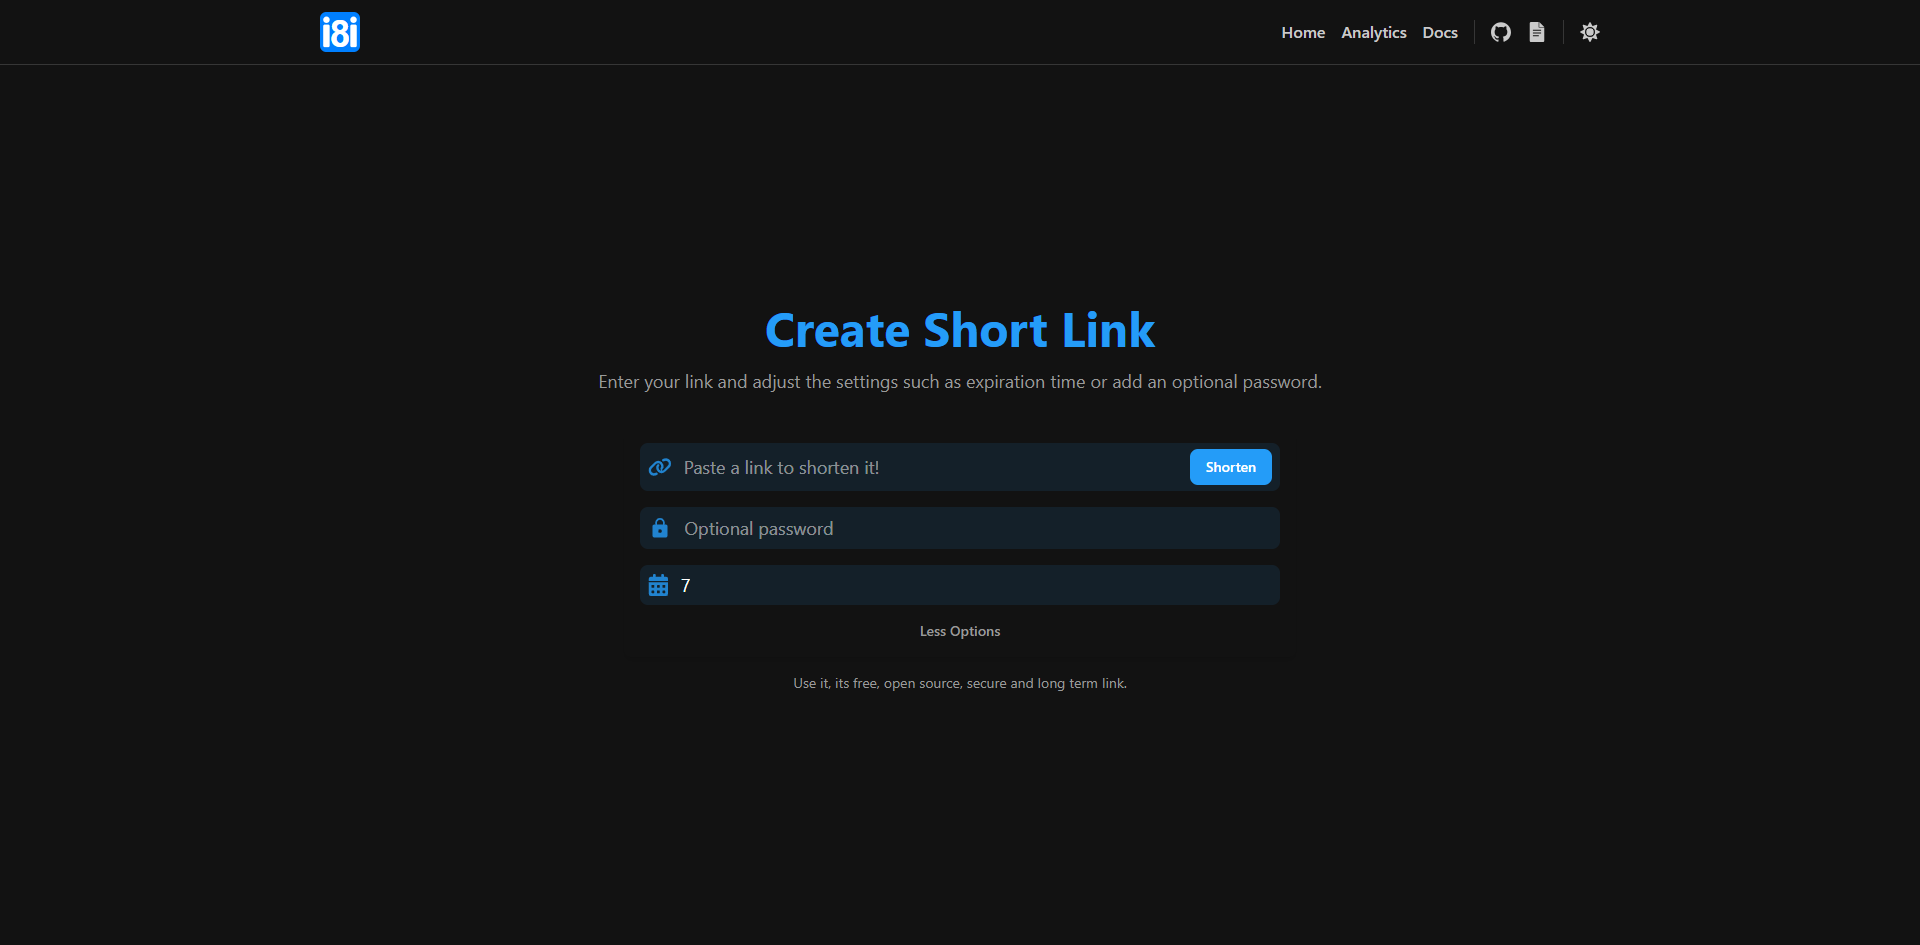 i8i
Home Analytics Docs
Create Short Link
Enter your link and adjust the settings such as expiration time or add an optional password.
Paste a link to shorten it! Shorten
Optional password
7
Less Options
Use it, its free, open source, secure and long term link.